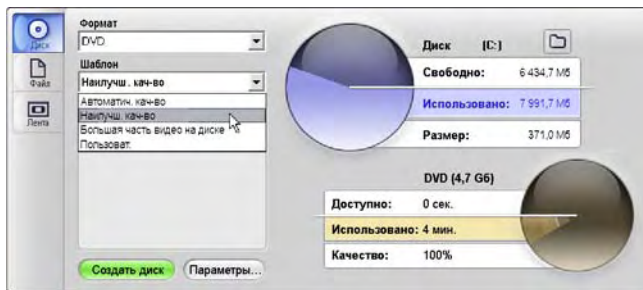 Диск
Файл
Лента
Формат
DVD
Шаблон
Наилучш. кач-во
Автоматич. кач-во
Наилучш. кач-во
Большая часть видео на диске
Пользоват.
Создать диск
Параметры...
Диск [C:]
Свободно: 6 434,7 Мб
Использовано: 7 991,7 Мб
Размер: 371,0 Мб
DVD (4,7 Gб)
Доступно: 0 сек.
Использовано: 4 мин.
Качество: 100%